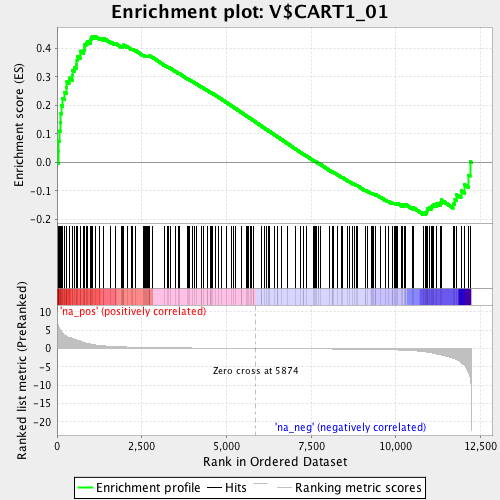 Enrichment plot: V$CART1_01
Enrichment score (ES)
0.4
0.3
0.2
0.1
0.0
-0.1
-0.2
'na_pos' (positively correlated)
Ranked list metric (PreRanked)
10
5
0
-5
-10
-15
-20
Zero cross at 5874
'na_neg' (negatively correlated)
0
2,500
5,000
7,500
10,000
12,500
Rank in Ordered Dataset
Enrichment profile
Hits
Ranking metric scores